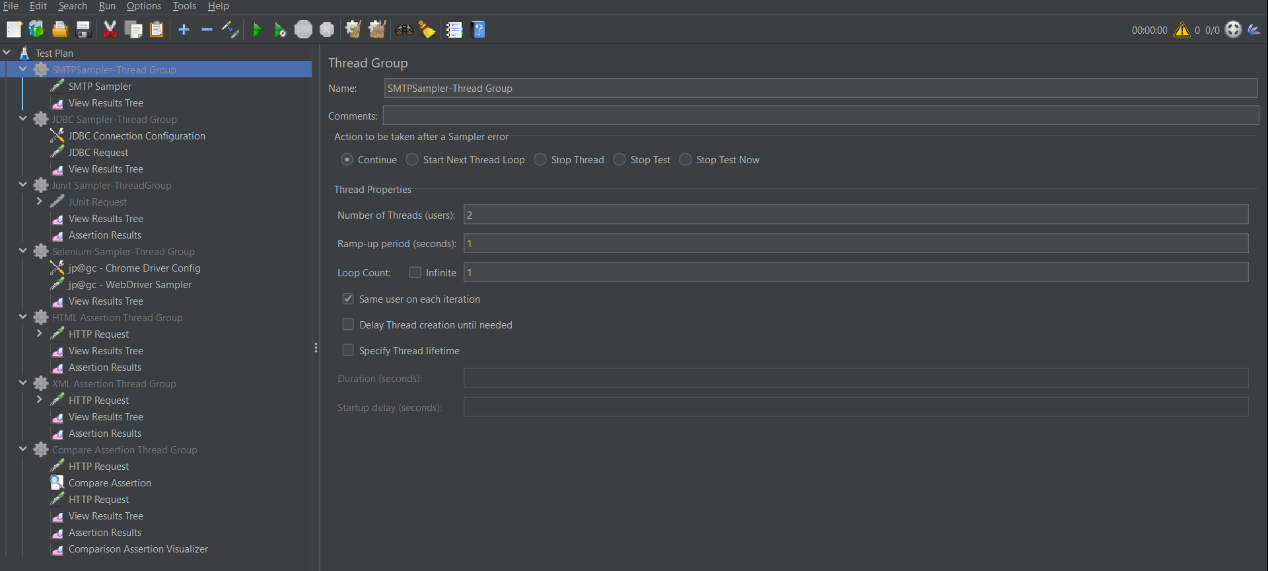 File Edit Search Run Options Tools Help
00:00:00 0 0/0
Test Plan
SMTPSampler-Thread Group
SMTP Sampler
View Results Tree
JDBC Sampler-Thread Group
JDBC Connection Configuration
JDBC Request
View Results Tree
Junit Sampler-ThreadGroup
JUnit Request
View Results Tree
Assertion Results
Selenium Sampler-Thread Group
jp@gc - Chrome Driver Config
jp@gc - WebDriver Sampler
View Results Tree
HTML Assertion Thread Group
HTTP Request
View Results Tree
Assertion Results
XML Assertion Thread Group
HTTP Request
View Results Tree
Assertion Results
Compare Assertion Thread Group
HTTP Request
Compare Assertion
HTTP Request
View Results Tree
Assertion Results
Comparison Assertion Visualizer
Thread Group
Name: SMTPSampler-Thread Group
Comments:
Action to be taken after a Sampler error
Continue Start Next Thread Loop Stop Thread Stop Test Stop Test Now
Thread Properties
Number of Threads (users): 2
Ramp-up period (seconds): 1
Loop Count: Infinite 1
Same user on each iteration
Delay Thread creation until needed
Specify Thread lifetime
Duration (seconds):
Startup delay (seconds):